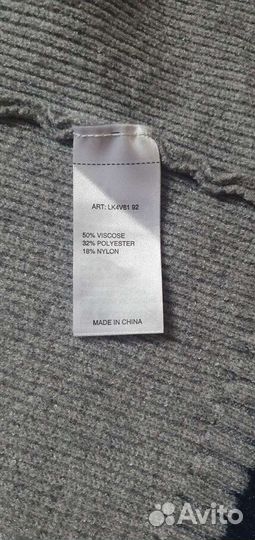 ART: LK4V81 92
50% VISCOSE
32% POLYESTER
18% NYLON
MADE IN CHINA
Avito